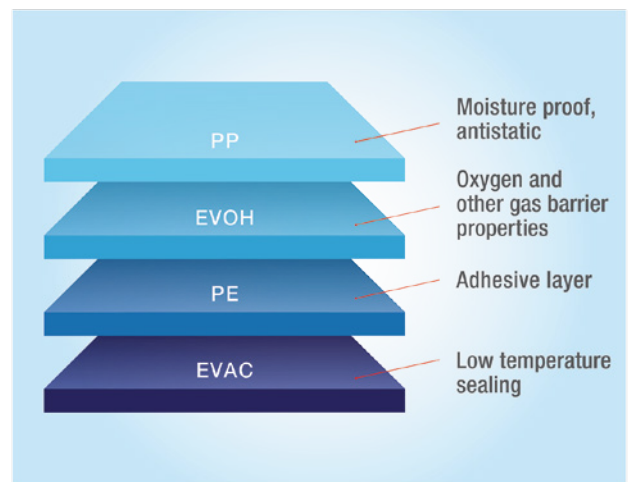 PP
Moisture proof,
antistatic
EVOH
Oxygen and
other gas barrier
properties
PE
Adhesive layer
EVAC
Low temperature
sealing